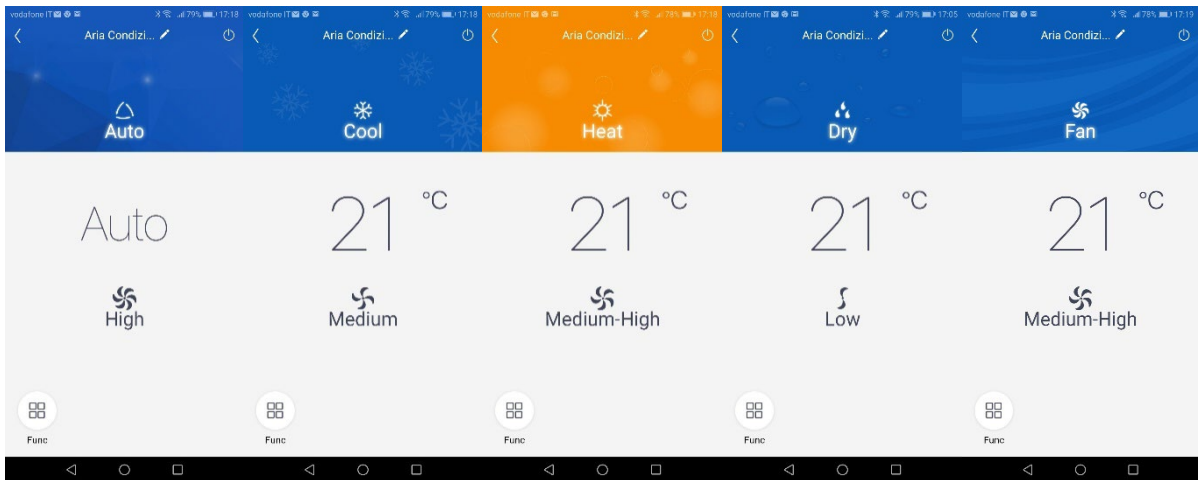 vodafone IT 79% 17:18
Aria Condizi...
Auto
Auto
High
Func
vodafone IT 79% 17:18
Aria Condizi...
Cool
21 °C
Medium
Func
vodafone IT 78% 17:18
Aria Condizi...
Heat
21 °C
Medium-High
Func
vodafone IT 79% 17:05
Aria Condizi...
Dry
21 °C
Low
Func
vodafone IT 78% 17:19
Aria Condizi...
Fan
21 °C
Medium-High
Func